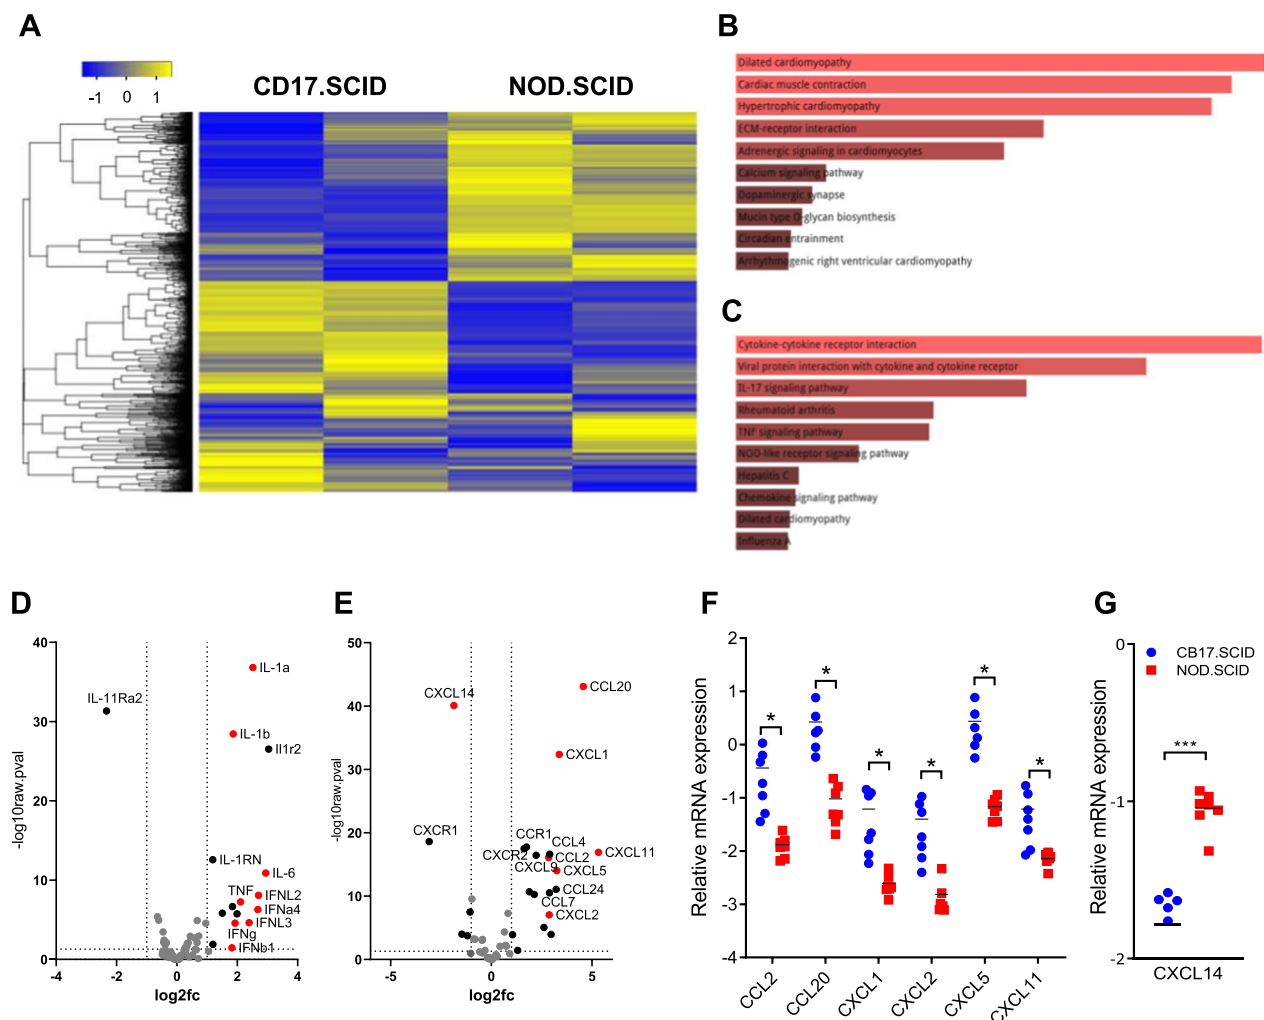 A
-1 0 1
CD17.SCID NOD.SCID
B
Dilated cardiomyopathy
Cardiac muscle contraction
Hypertrophic cardiomyopathy
ECM-receptor interaction
Adrenergic signaling in cardiomyocytes
Calcium signaling pathway
Dopaminergic synapse
Mucin type O-glycan biosynthesis
Circadian entrainment
Arrhythmogenic right ventricular cardiomyopathy
C
Cytokine-cytokine receptor interaction
Viral protein interaction with cytokine and cytokine receptor
IL-17 signaling pathway
Rheumatoid arthritis
TNF signaling pathway
NOD-like receptor signaling pathway
Hepatitis C
Chemokine signaling pathway
Dilated cardiomyopathy
Influenza A
D
-log10raw.pval
40
30
20
10
0
-4 -2 0 2 4
log2fc
IL-11Ra2
IL-1a
IL-1b
Il1r2
IL-1RN
IL-6
TNF
IFNL2
IFNa4
IFNL3
IFNg
IFNb1
E
-log10raw.pval
50
40
30
20
10
0
-5 0 5
log2fc
CXCL14
CCL20
CXCL1
CXCR1
CCR1
CCL4
CXCR2
CCL2
CXCL11
CXCL9
CXCL5
CCL24
CCL7
CXCL2
F
Relative mRNA expression
2
1
0
-1
-2
-3
-4
* * * * * *
CCL2 CCL20 CXCL1 CXCL2 CXCL5 CXCL11
G
Relative mRNA expression
0
-1
-2
CB17.SCID
NOD.SCID
***
CXCL14